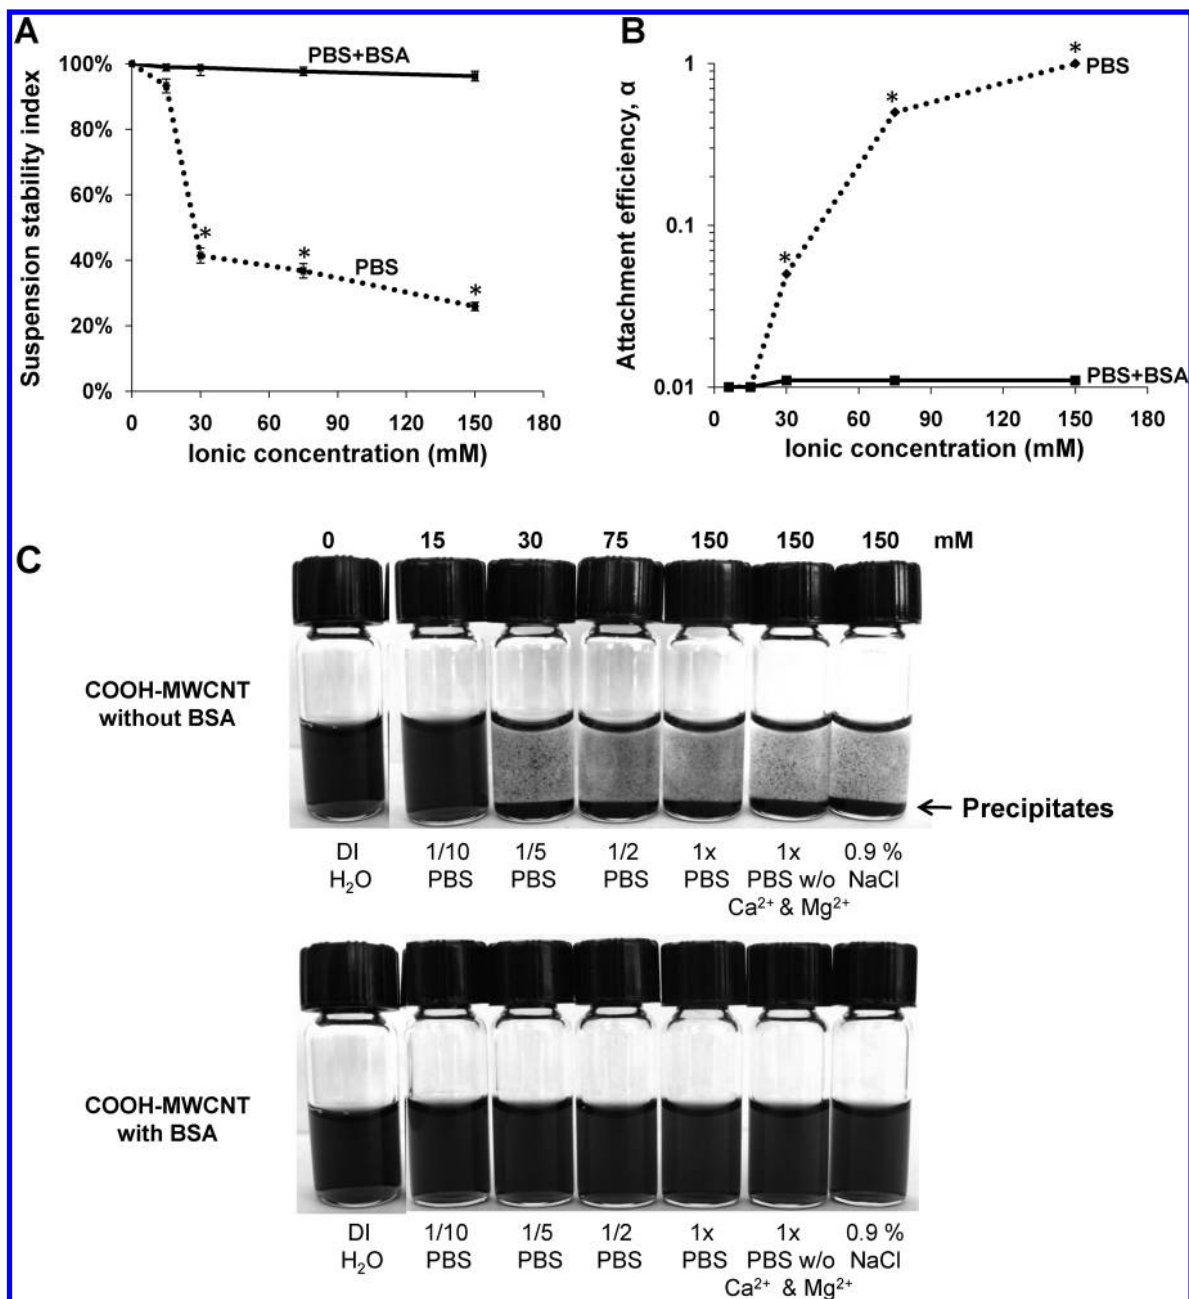 A
PBS+BSA
100%
80%
60%
40%
20%
0%
*
*
*
PBS
0
30
60
90
120
150
180
Suspension stability index
Ionic concentration (mM)
B
1
0.1
0.01
*
*
*
PBS
PBS+BSA
0
30
60
90
120
150
180
Attachment efficiency, α
Ionic concentration (mM)
C
0 15 30 75 150 150 150 mM
COOH-MWCNT
without BSA
← Precipitates
DI
H₂O
1/10
PBS
1/5
PBS
1/2
PBS
1x
PBS
1x
PBS w/o
Ca²⁺ & Mg²⁺
0.9 %
NaCl
COOH-MWCNT
with BSA
DI
H₂O
1/10
PBS
1/5
PBS
1/2
PBS
1x
PBS
1x
PBS w/o
Ca²⁺ & Mg²⁺
0.9 %
NaCl